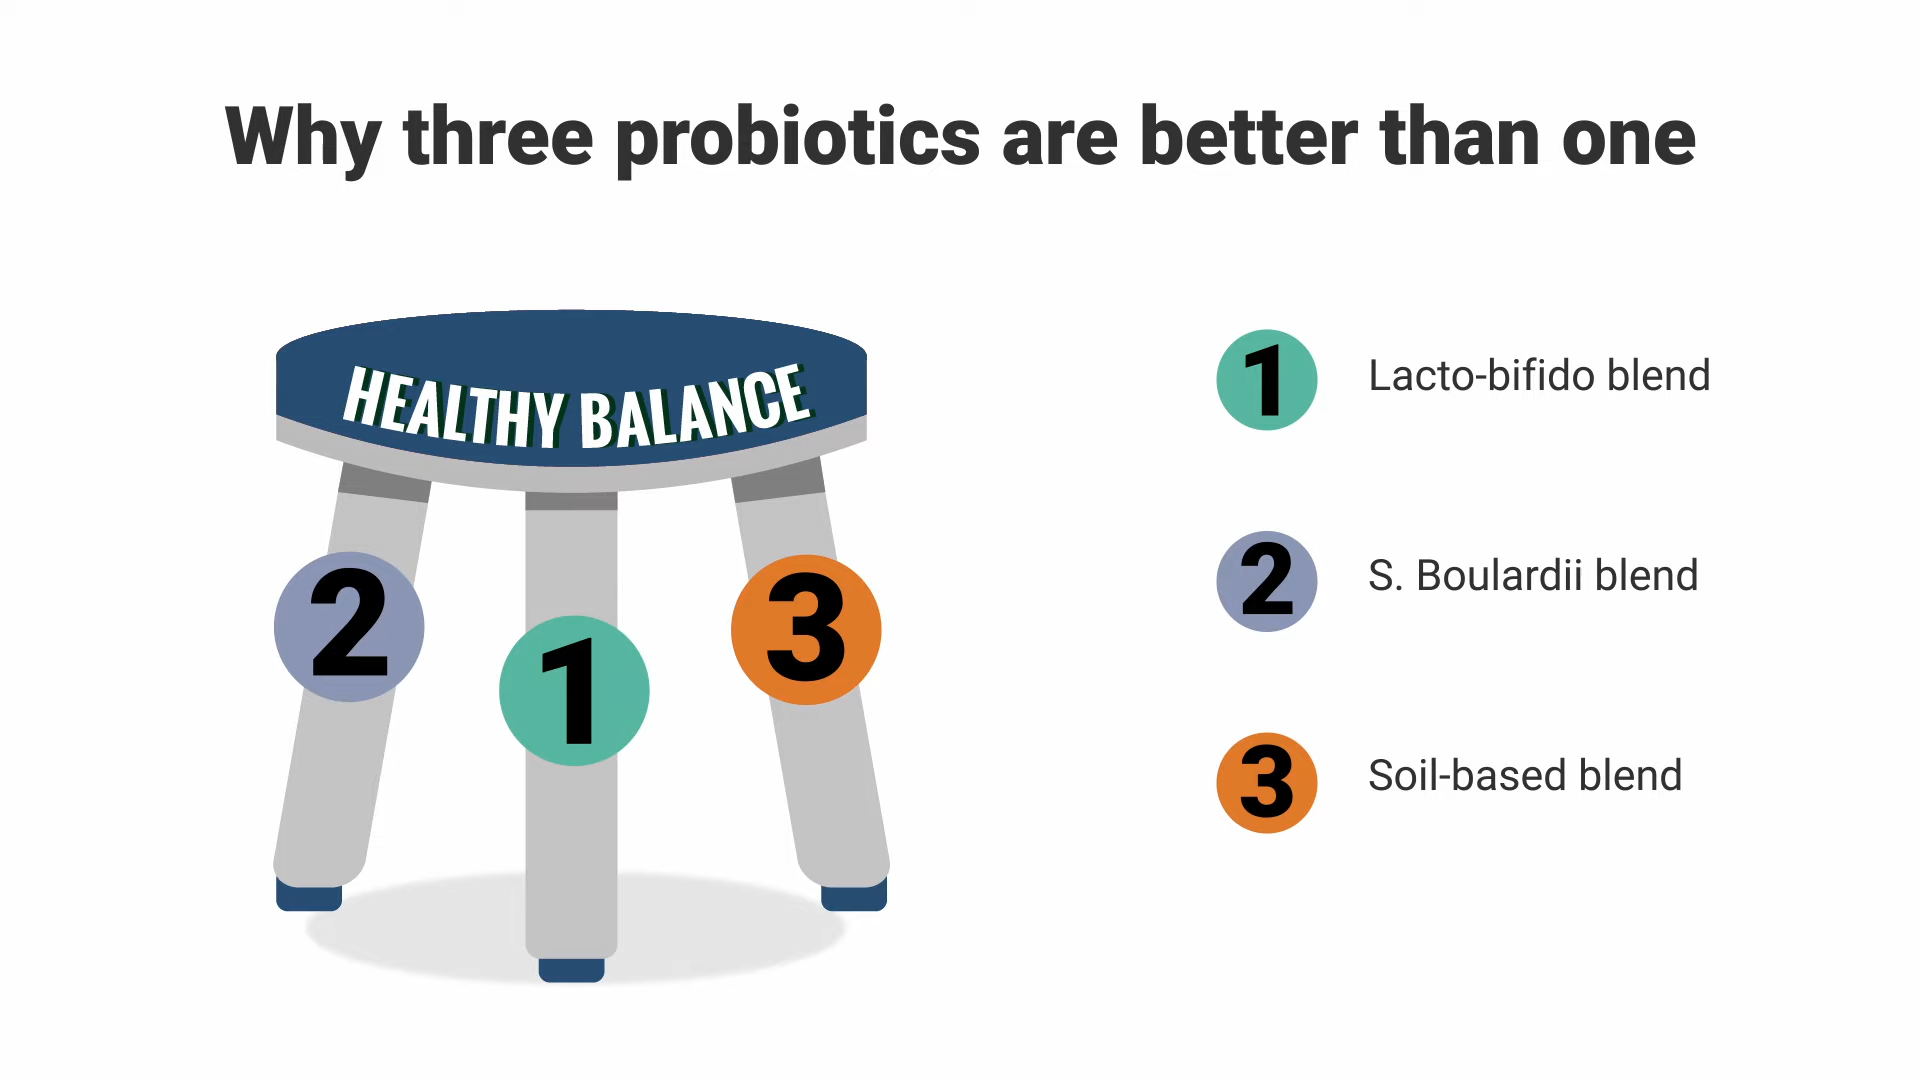 Why three probiotics are better than one
HEALTHY BALANCE
2
1
3
1 Lacto-bifido blend
2 S. Boulardii blend
3 Soil-based blend